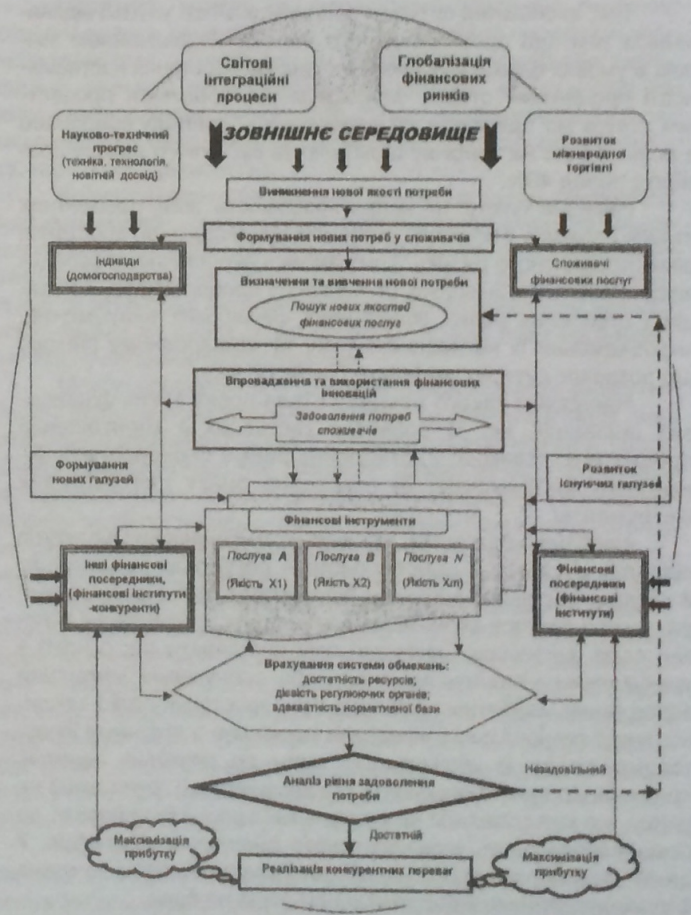 Світові
інтеграційні
процеси
Глобалізація
фінансових
ринків
Науково-технічний
прогрес
(техніка, технологія,
новітній досвід)
ЗОВНІШНЄ СЕРЕДОВИЩЕ
Розвиток
міжнародної
торгівлі
Виникнення нової якості потреби
Формування нових потреб у споживачів
Індивіди
(домогосподарства)
Споживачі
фінансових послуг
Визначення та вивчення нової потреби
Пошук нових якостей
фінансових послуг
Впровадження та використання фінансових
інновацій
Задоволення потреб
споживачів
Формування
нових галузей
Розвиток
існуючих галузей
Фінансові інструменти
Послуга А
(Якість X1)
Послуга В
(Якість X2)
Послуга N
(Якість Xm)
Інші фінансові
посередники,
(фінансові інститути
-конкуренти)
Фінансові
посередники
(фінансові
інститути)
Врахування системи обмежень:
достатність ресурсів;
дієвість регулюючих органів;
адекватність нормативної бази
Аналіз рівня задоволення
потреби
Незадовільний
Достатній
Максимізація
прибутку
Реалізація конкурентних переваг
Максимізація
прибутку